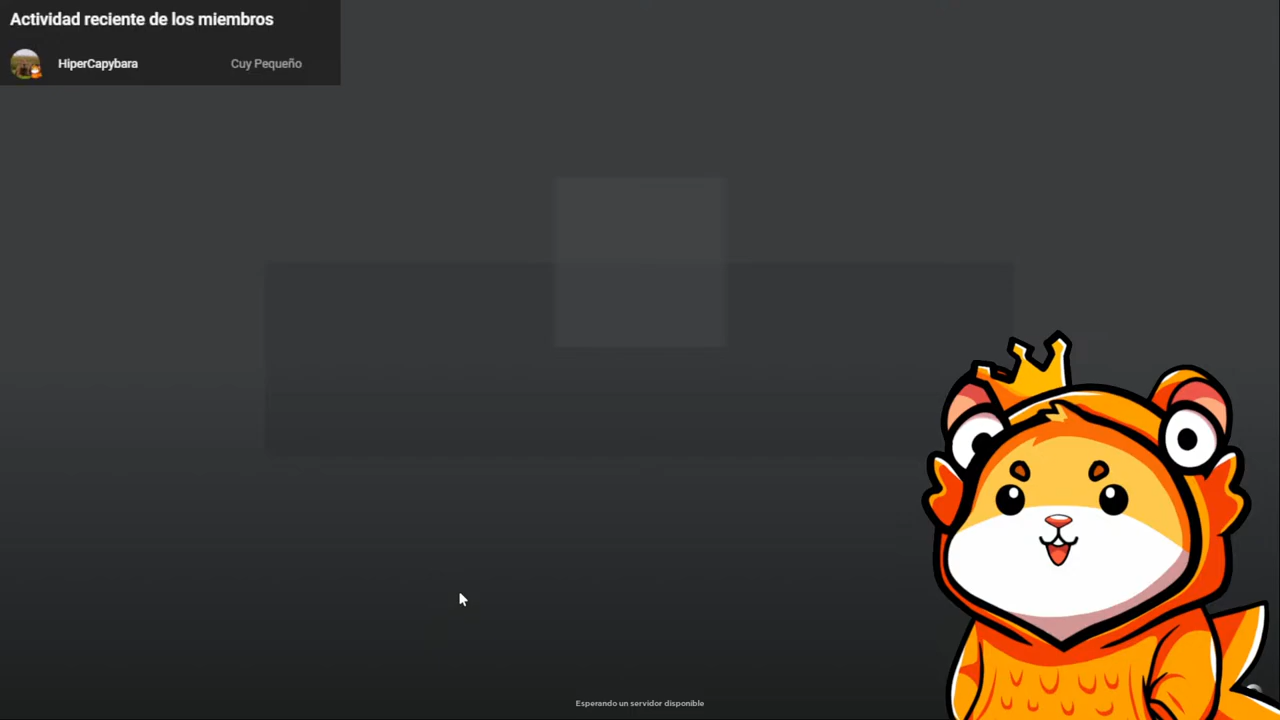 Actividad reciente de los miembros
HiperCapybara Cuy Pequeño
Esperando un servidor disponible